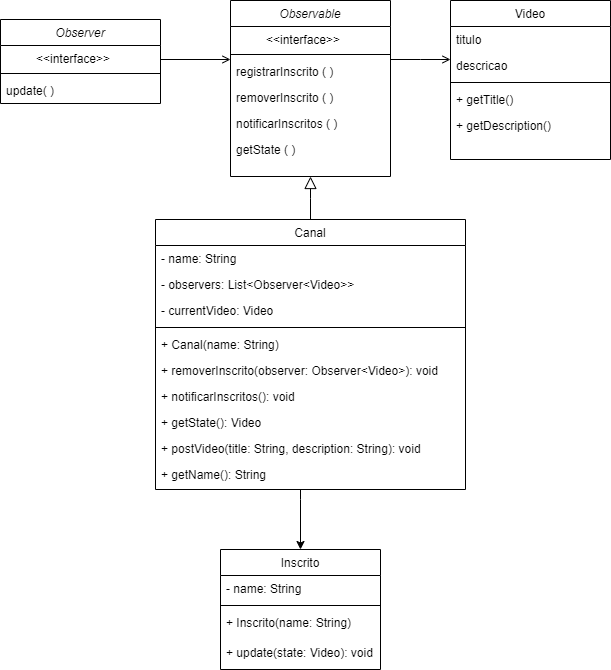 Observer
<<interface>>
update( )
Observable
<<interface>>
registrarInscrito ( )
removerInscrito ( )
notificarInscritos ( )
getState ( )
Video
titulo
descricao
+ getTitle()
+ getDescription()
Canal
- name: String
- observers: List<Observer<Video>>
- currentVideo: Video
+ Canal(name: String)
+ removerInscrito(observer: Observer<Video>): void
+ notificarInscritos(): void
+ getState(): Video
+ postVideo(title: String, description: String): void
+ getName(): String
Inscrito
- name: String
+ Inscrito(name: String)
+ update(state: Video): void